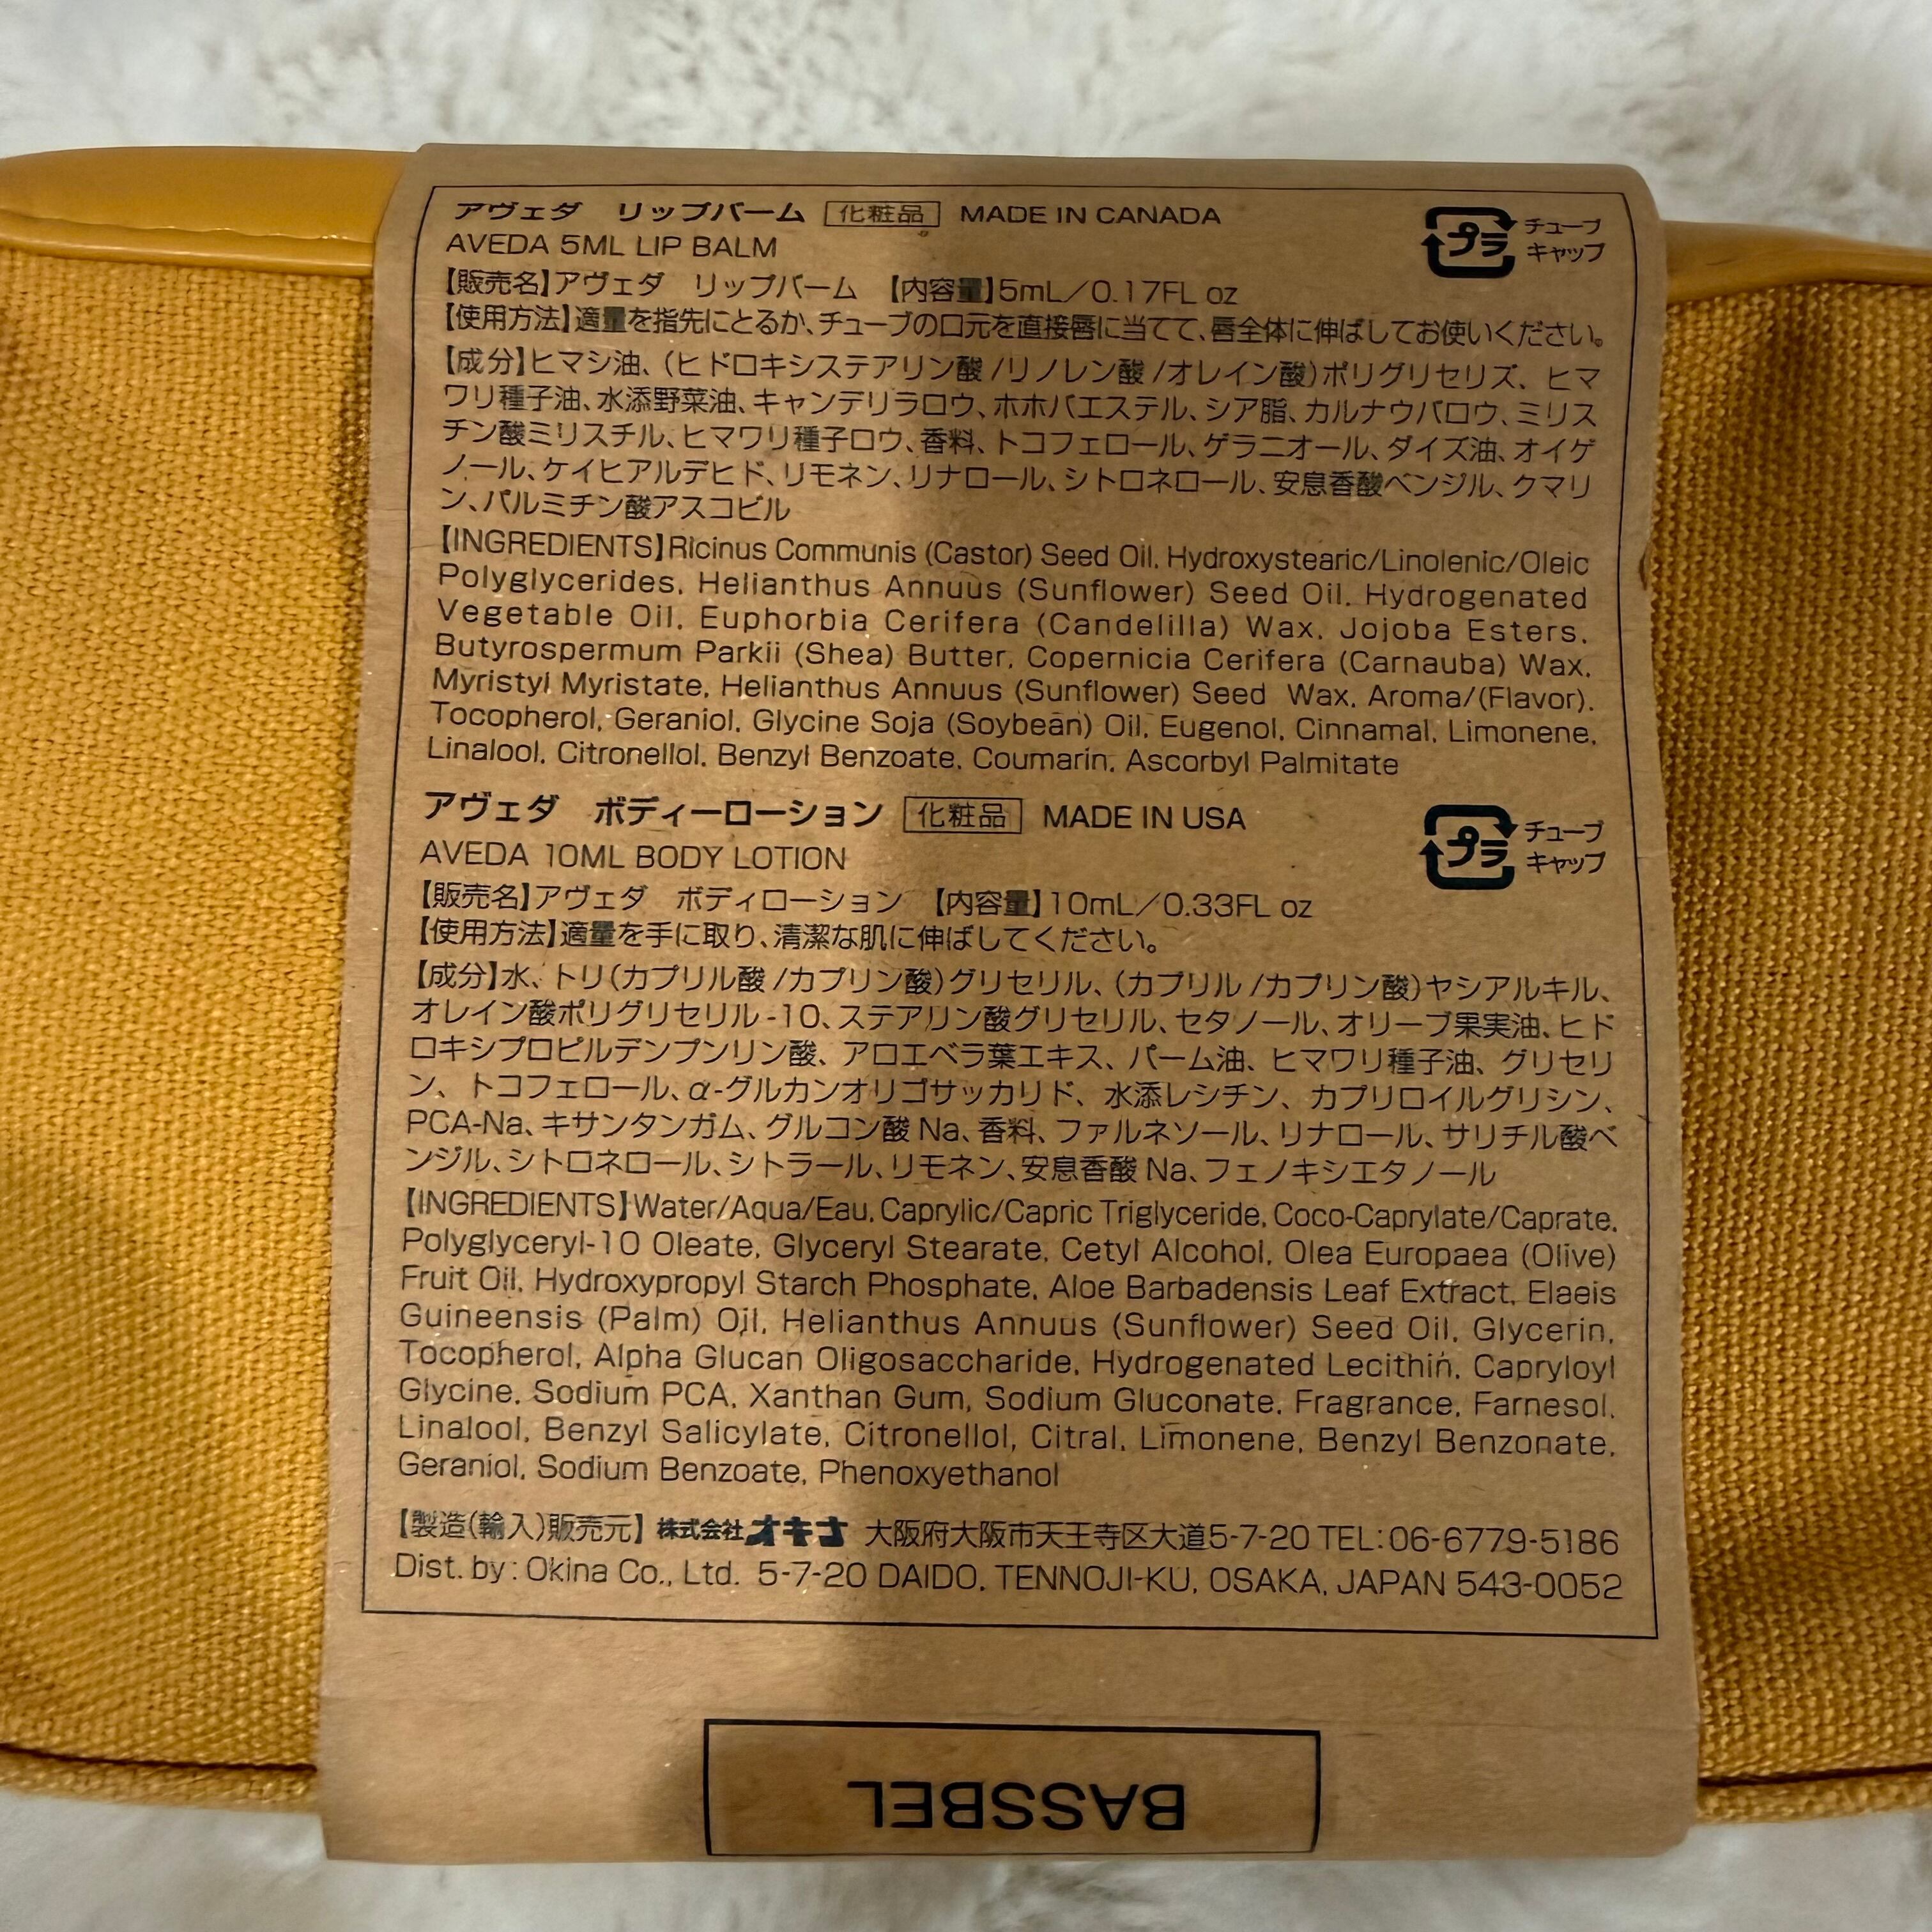 アヴェダ リップバーム 化粧品 MADE IN CANADA
プラ チューブ
キャップ
AVEDA 5ML LIP BALM
【販売名】アヴェダ リップバーム 【内容量】5mL/0.17FL oz
【使用方法】適量を指先にとるか、チューブの口元を直接唇に当てて、唇全体に伸ばしてお使いください。
【成分】ヒマシ油、(ヒドロキシステアリン酸/リノレン酸/オレイン酸)ポリグリセリズ、ヒマ
ワリ種子油、水添野菜油、キャンデリラロウ、ホホバエステル、シア脂、カルナウバロウ、ミリス
チン酸ミリスチル、ヒマワリ種子ロウ、香料、トコフェロール、ゲラニオール、ダイズ油、オイゲ
ノール、ケイヒアルデヒド、リモネン、リナロール、シトロネロール、安息香酸ベンジル、クマリ
ン、パルミチン酸アスコビル
【INGREDIENTS】Ricinus Communis (Castor) Seed Oil, Hydroxystearic/Linolenic/Oleic
Polyglycerides, Helianthus Annuus (Sunflower) Seed Oil, Hydrogenated
Vegetable Oil, Euphorbia Cerifera (Candelilla) Wax, Jojoba Esters,
Butyrospermum Parkii (Shea) Butter, Copernicia Cerifera (Carnauba) Wax,
Myristyl Myristate, Helianthus Annuus (Sunflower) Seed Wax, Aroma/(Flavor),
Tocopherol, Geraniol, Glycine Soja (Soybean) Oil, Eugenol, Cinnamal, Limonene,
Linalool, Citronellol, Benzyl Benzoate, Coumarin, Ascorbyl Palmitate
アヴェダ ボディーローション 化粧品 MADE IN USA
プラ チューブ
キャップ
AVEDA 10ML BODY LOTION
【販売名】アヴェダ ボディローション 【内容量】10mL/0.33FL oz
【使用方法】適量を手に取り、清潔な肌に伸ばしてください。
【成分】水、トリ(カプリル酸/カプリン酸)グリセリル、(カプリル/カプリン酸)ヤシアルキル、
オレイン酸ポリグリセリル-10、ステアリン酸グリセリル、セタノール、オリーブ果実油、ヒド
ロキシプロピルデンプンリン酸、アロエベラ葉エキス、パーム油、ヒマワリ種子油、グリセリ
ン、トコフェロール、α-グルカンオリゴサッカリド、水添レシチン、カプリロイルグリシン、
PCA-Na、キサンタンガム、グルコン酸Na、香料、ファルネソール、リナロール、サリチル酸ベ
ンジル、シトロネロール、シトラール、リモネン、安息香酸Na、フェノキシエタノール
【INGREDIENTS】Water/Aqua/Eau, Caprylic/Capric Triglyceride, Coco-Caprylate/Caprate,
Polyglyceryl-10 Oleate, Glyceryl Stearate, Cetyl Alcohol, Olea Europaea (Olive)
Fruit Oil, Hydroxypropyl Starch Phosphate, Aloe Barbadensis Leaf Extract, Elaeis
Guineensis (Palm) Oil, Helianthus Annuus (Sunflower) Seed Oil, Glycerin,
Tocopherol, Alpha Glucan Oligosaccharide, Hydrogenated Lecithin, Capryloyl
Glycine, Sodium PCA, Xanthan Gum, Sodium Gluconate, Fragrance, Farnesol,
Linalool, Benzyl Salicylate, Citronellol, Citral, Limonene, Benzyl Benzonate,
Geraniol, Sodium Benzoate, Phenoxyethanol
【製造(輸入)販売元】株式会社オキナ 大阪府大阪市天王寺区大道5-7-20 TEL:06-6779-5186
Dist. by : Okina Co., Ltd. 5-7-20 DAIDO, TENNOJI-KU, OSAKA, JAPAN 543-0052
BASSBEL